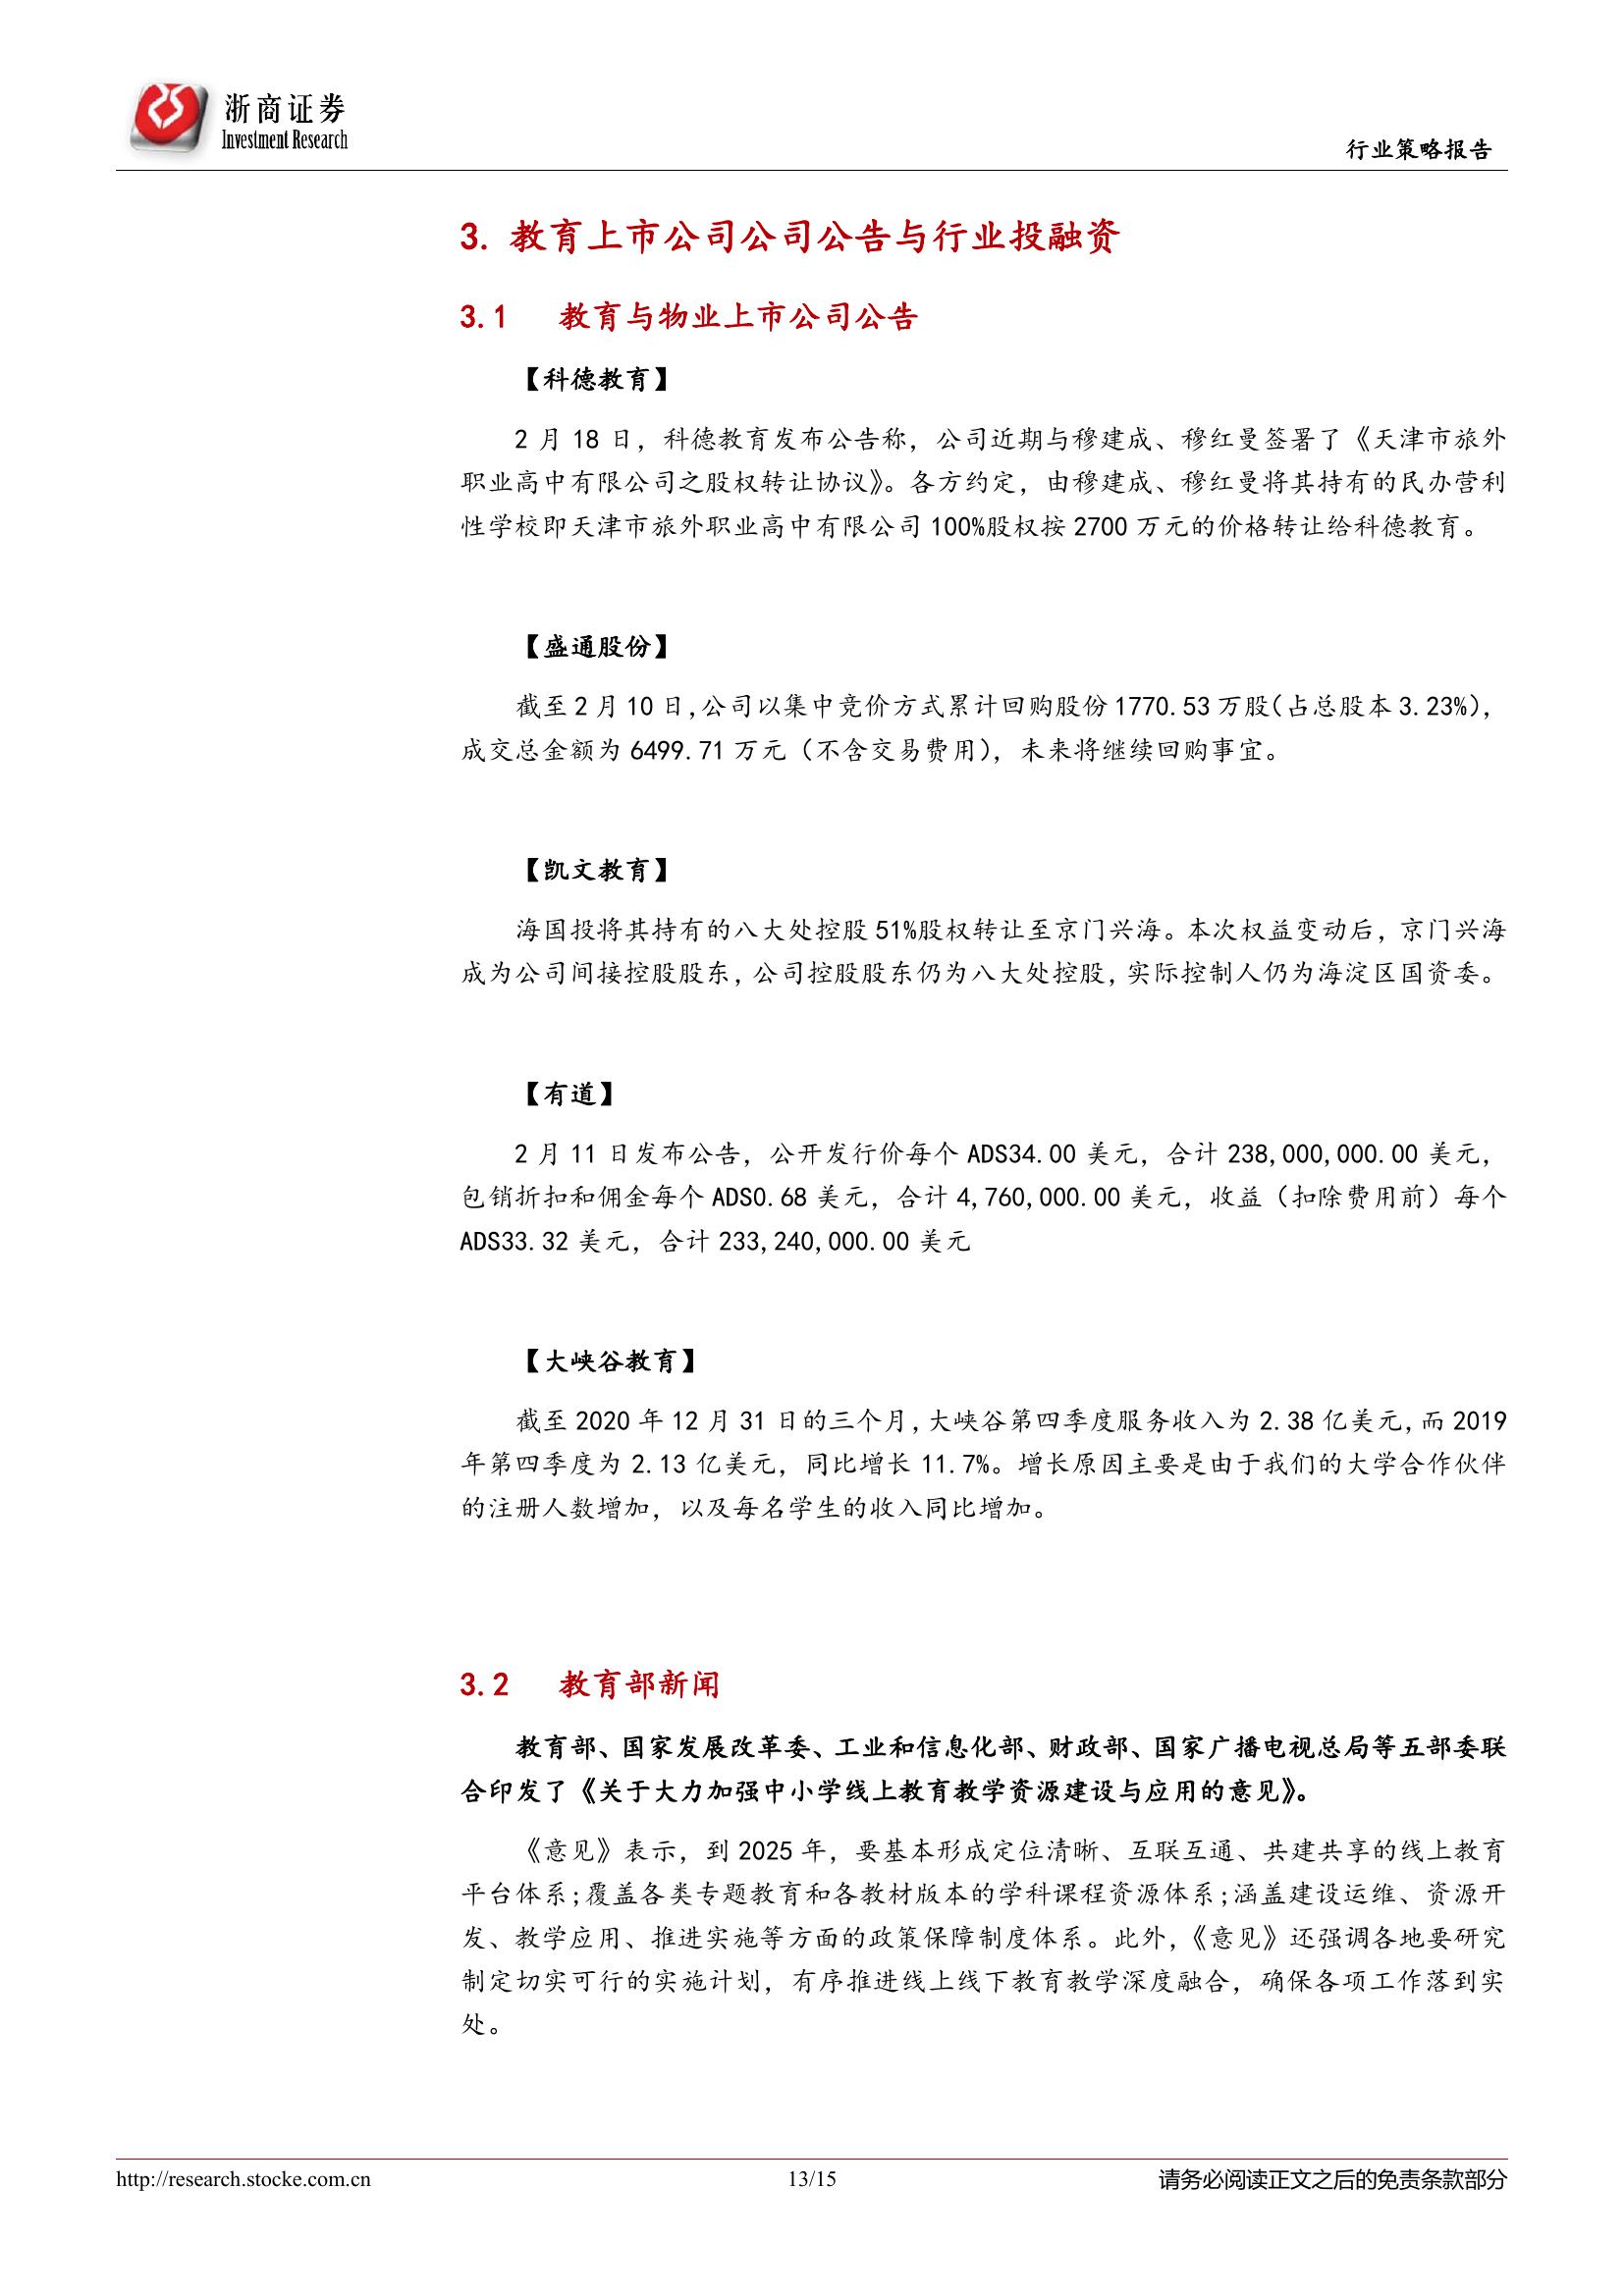 浙商证券
Investment Research
行业策略报告
3. 教育上市公司公司公告与行业投融资
3.1 教育与物业上市公司公告
【科德教育】
2 月 18 日，科德教育发布公告称，公司近期与穆建成、穆红曼签署了《天津市旅外
职业高中有限公司之股权转让协议》。各方约定，由穆建成、穆红曼将其持有的民办营利
性学校即天津市旅外职业高中有限公司 100%股权按 2700 万元的价格转让给科德教育。
【盛通股份】
截至 2 月 10 日，公司以集中竞价方式累计回购股份 1770.53 万股（占总股本 3.23%），
成交总金额为 6499.71 万元（不含交易费用），未来将继续回购事宜。
【凯文教育】
海国投将其持有的八大处控股 51%股权转让至京门兴海。本次权益变动后，京门兴海
成为公司间接控股股东，公司控股股东仍为八大处控股，实际控制人仍为海淀区国资委。
【有道】
2 月 11 日发布公告，公开发行价每个 ADS34.00 美元，合计 238,000,000.00 美元，
包销折扣和佣金每个 ADS0.68 美元，合计 4,760,000.00 美元，收益（扣除费用前）每个
ADS33.32 美元，合计 233,240,000.00 美元
【大峡谷教育】
截至 2020 年 12 月 31 日的三个月，大峡谷第四季度服务收入为 2.38 亿美元，而 2019
年第四季度为 2.13 亿美元，同比增长 11.7%。增长原因主要是由于我们的大学合作伙伴
的注册人数增加，以及每名学生的收入同比增加。
3.2 教育部新闻
教育部、国家发展改革委、工业和信息化部、财政部、国家广播电视总局等五部委联
合印发了《关于大力加强中小学线上教育教学资源建设与应用的意见》。
《意见》表示，到 2025 年，要基本形成定位清晰、互联互通、共建共享的线上教育
平台体系;覆盖各类专题教育和各教材版本的学科课程资源体系;涵盖建设运维、资源开
发、教学应用、推进实施等方面的政策保障制度体系。此外，《意见》还强调各地要研究
制定切实可行的实施计划，有序推进线上线下教育教学深度融合，确保各项工作落到实
处。
http://research.stocke.com.cn
13/15
请务必阅读正文之后的免责条款部分